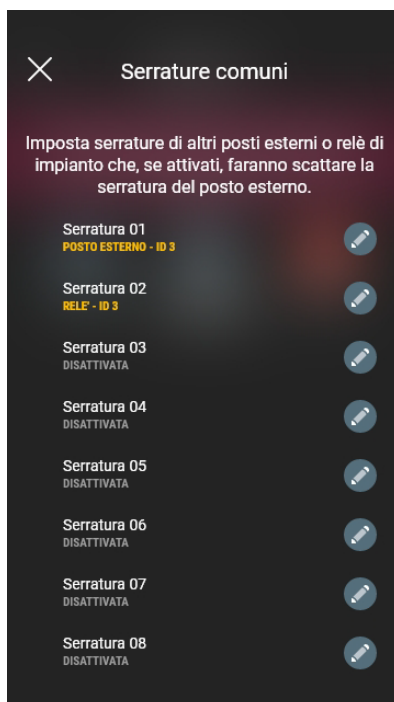 Serrature comuni
Imposta serrature di altri posti esterni o relè di
impianto che, se attivati, faranno scattare la
serratura del posto esterno.
Serratura 01
POSTO ESTERNO - ID 3
Serratura 02
RELE' - ID 3
Serratura 03
DISATTIVATA
Serratura 04
DISATTIVATA
Serratura 05
DISATTIVATA
Serratura 06
DISATTIVATA
Serratura 07
DISATTIVATA
Serratura 08
DISATTIVATA